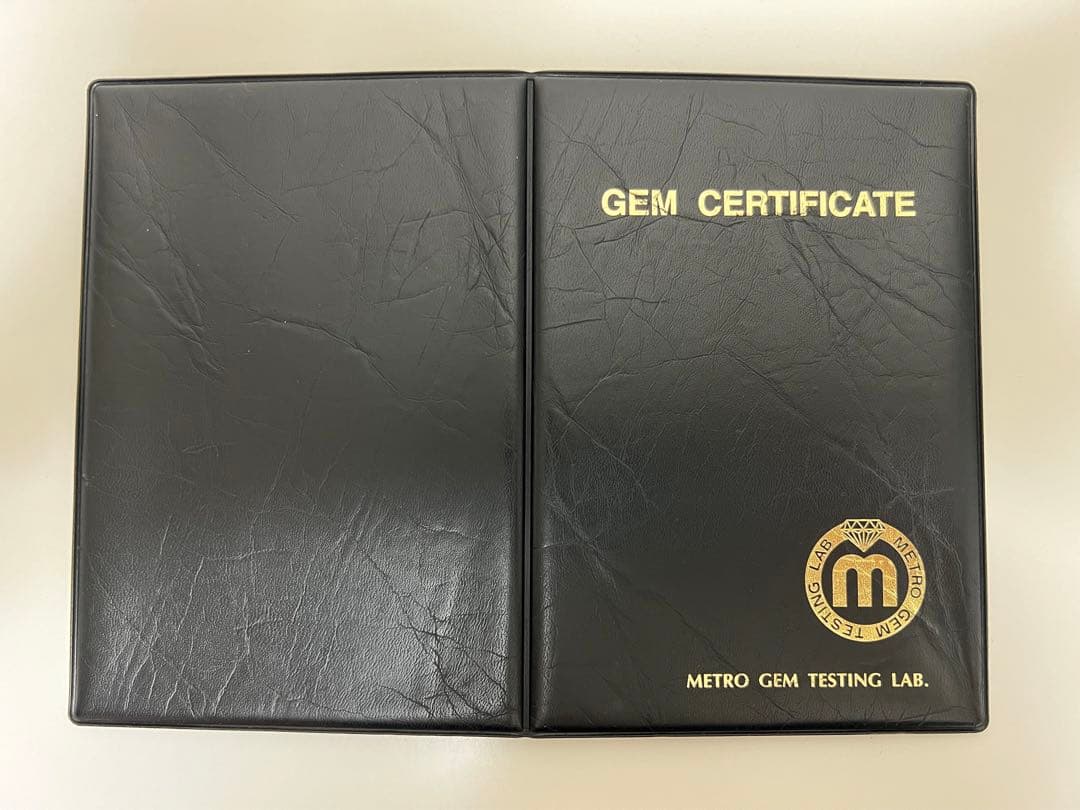 GEM CERTIFICATE
METRO GEM TESTING LAB
m
METRO GEM TESTING LAB.